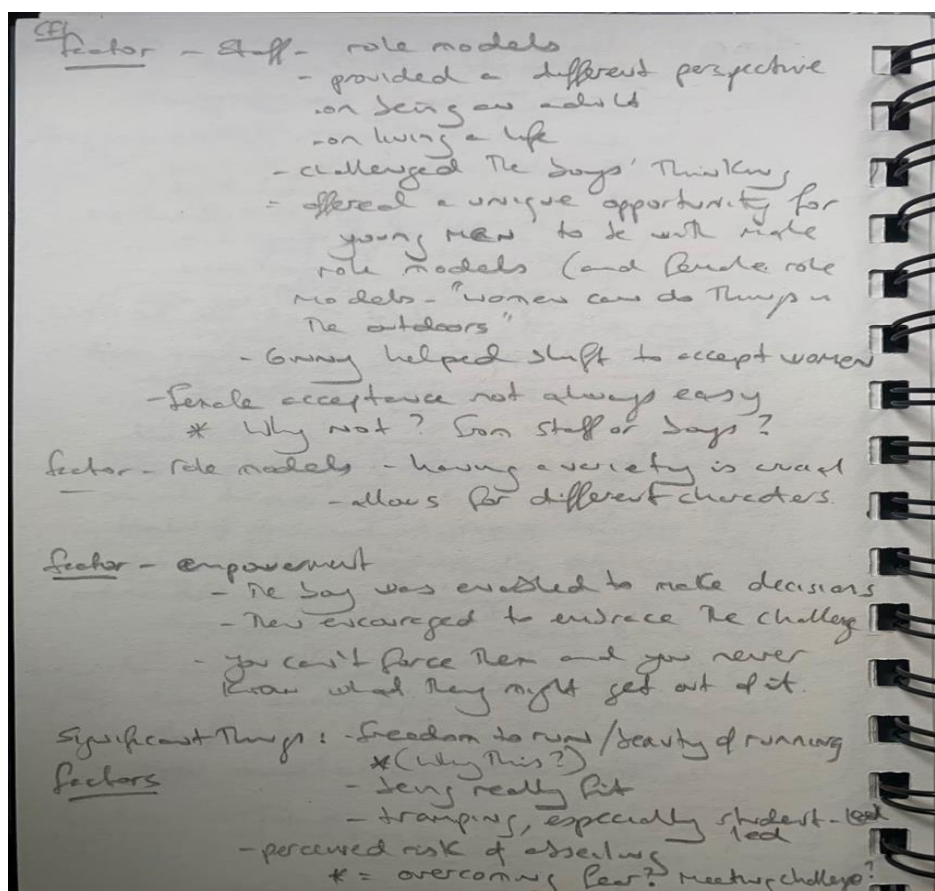 CF1
factor - Staff - role models
- provided a different perspective
- on being an adult
- on living a life
- challenged the boys' thinking
- offered a unique opportunity for
young men to be with male
role models (and female role
models - "women can do things in
the outdoors"
- Ginny helped shift to accept women
- female acceptance not always easy
* Why not? from staff or boys?
factor - role models - having a variety is crucial
- allows for different characters.
factor - empowerment
- The boy was enabled to make decisions
- Then encouraged to embrace the challenge
- you can't force them and you never
know what they might get out of it.
Significant Things: - freedom to run/beauty of running
factors * (Why this?)
- being really fit
- tramping, especially student-led
led
- perceived risk of abseiling
* = overcoming fear? meeting challenge?